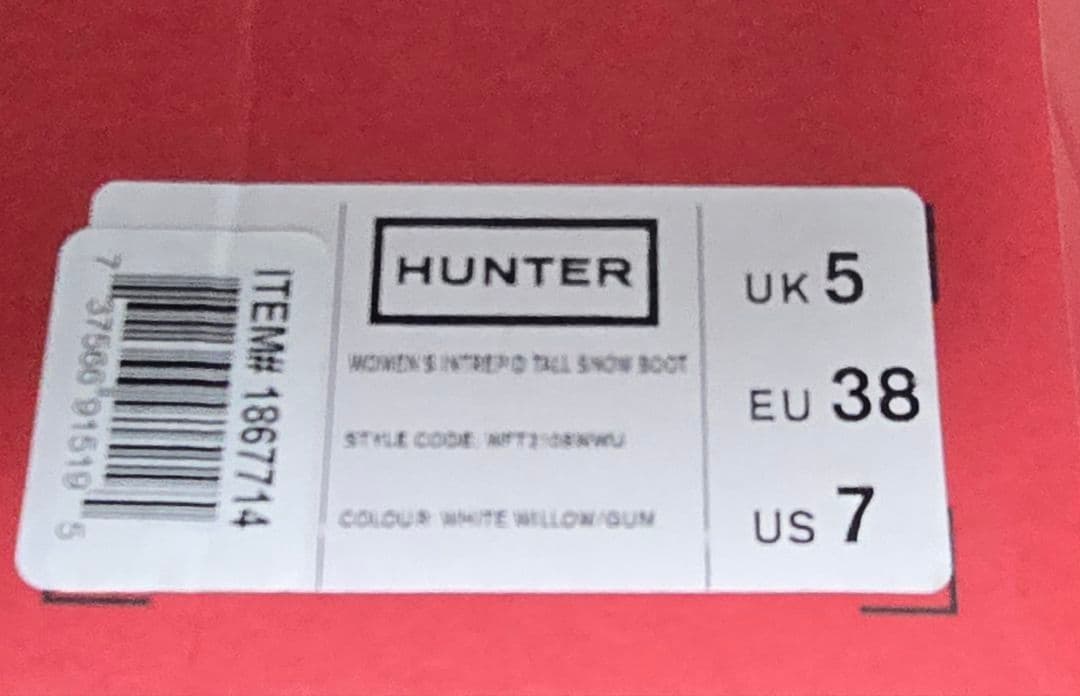 ITEM# 1867714
HUNTER
WOMEN'S INTREPID TALL SNOW BOOT
STYLE CODE:
COLOUR WHITE WILLOW/GUM
UK 5
EU 38
US 7